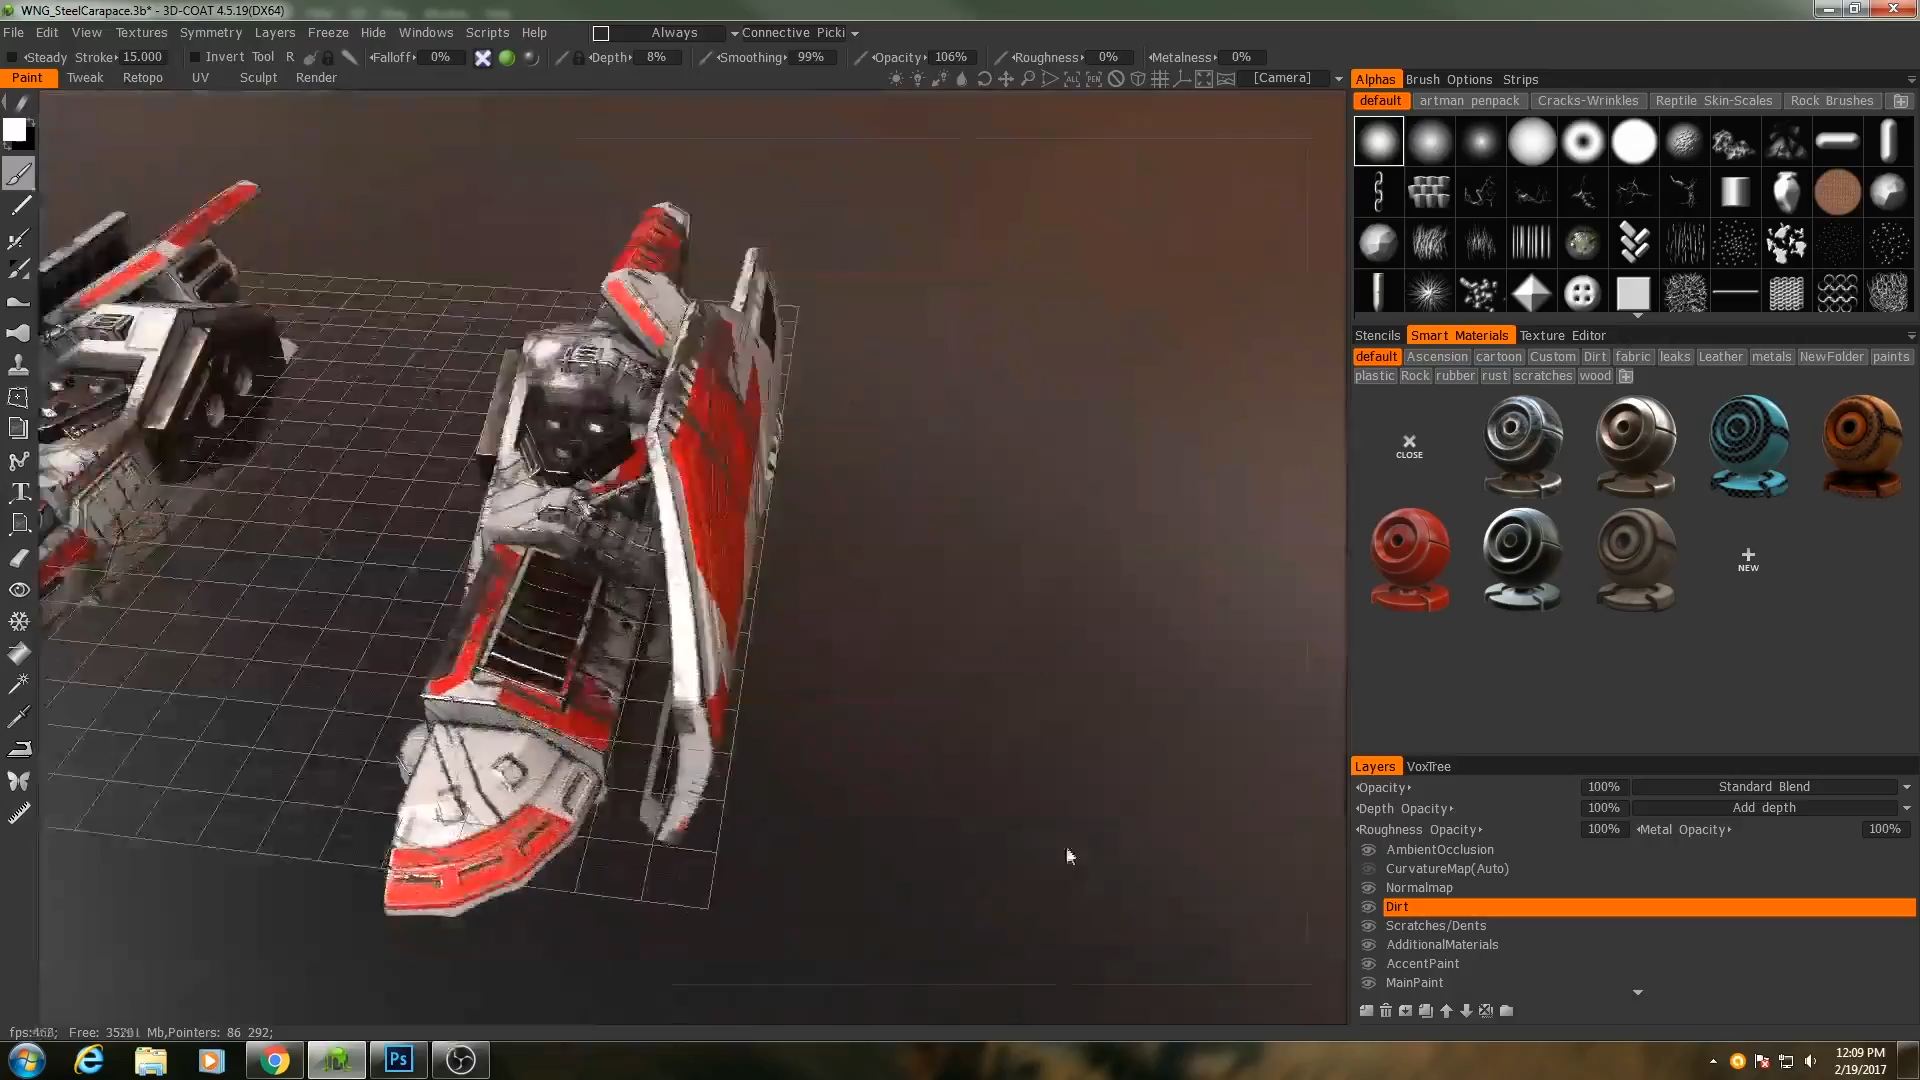 WNG_SteelCarapace.3b* - 3D-COAT 4.5.19(DX64)
File Edit View Textures Symmetry Layers Freeze Hide Windows Scripts Help Always Connective Picki
Steady Stroke 15.000 Invert Tool R Falloff 0% Depth 8% Smoothing 99% Opacity 106% Roughness 0% Metalness 0%
Paint Tweak Retopo UV Sculpt Render [Camera]
Alphas Brush Options Strips
default artman penpack Cracks-Wrinkles Reptile Skin-Scales Rock Brushes
Stencils Smart Materials Texture Editor
default Ascension cartoon Custom Dirt fabric leaks Leather metals NewFolder paints
plastic Rock rubber rust scratches wood
CLOSE
NEW
Layers VoxTree
Opacity 100% Standard Blend
Depth Opacity 100% Add depth
Roughness Opacity 100% Metal Opacity 100%
AmbientOcclusion
CurvatureMap(Auto)
Normalmap
Dirt
Scratches/Dents
AdditionalMaterials
AccentPaint
MainPaint
Mb,Pointers: 86 292;
Ps
12:09 PM
2/19/2017